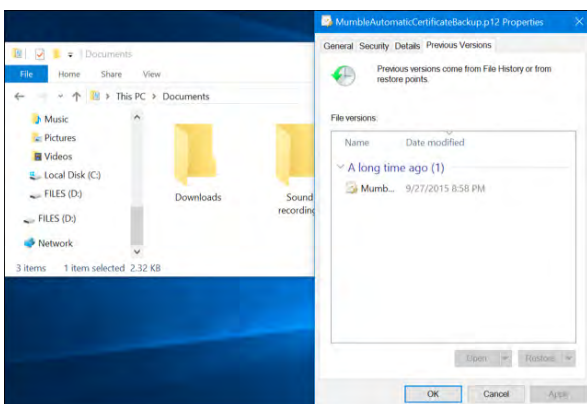 Documents
File Home Share View
This PC > Documents
Music
Pictures
Videos
Local Disk (C:)
FILES (D:)
FILES (D:)
Network
Downloads
Sound
recording
3 items 1 item selected 2.32 KB
MumbleAutomaticCertificateBackup.p12 Properties
General Security Details Previous Versions
Previous versions come from File History or from
restore points.
File versions:
Name Date modified
A long time ago (1)
Mumb... 9/27/2015 8:58 PM
Open Restore
OK Cancel Apply